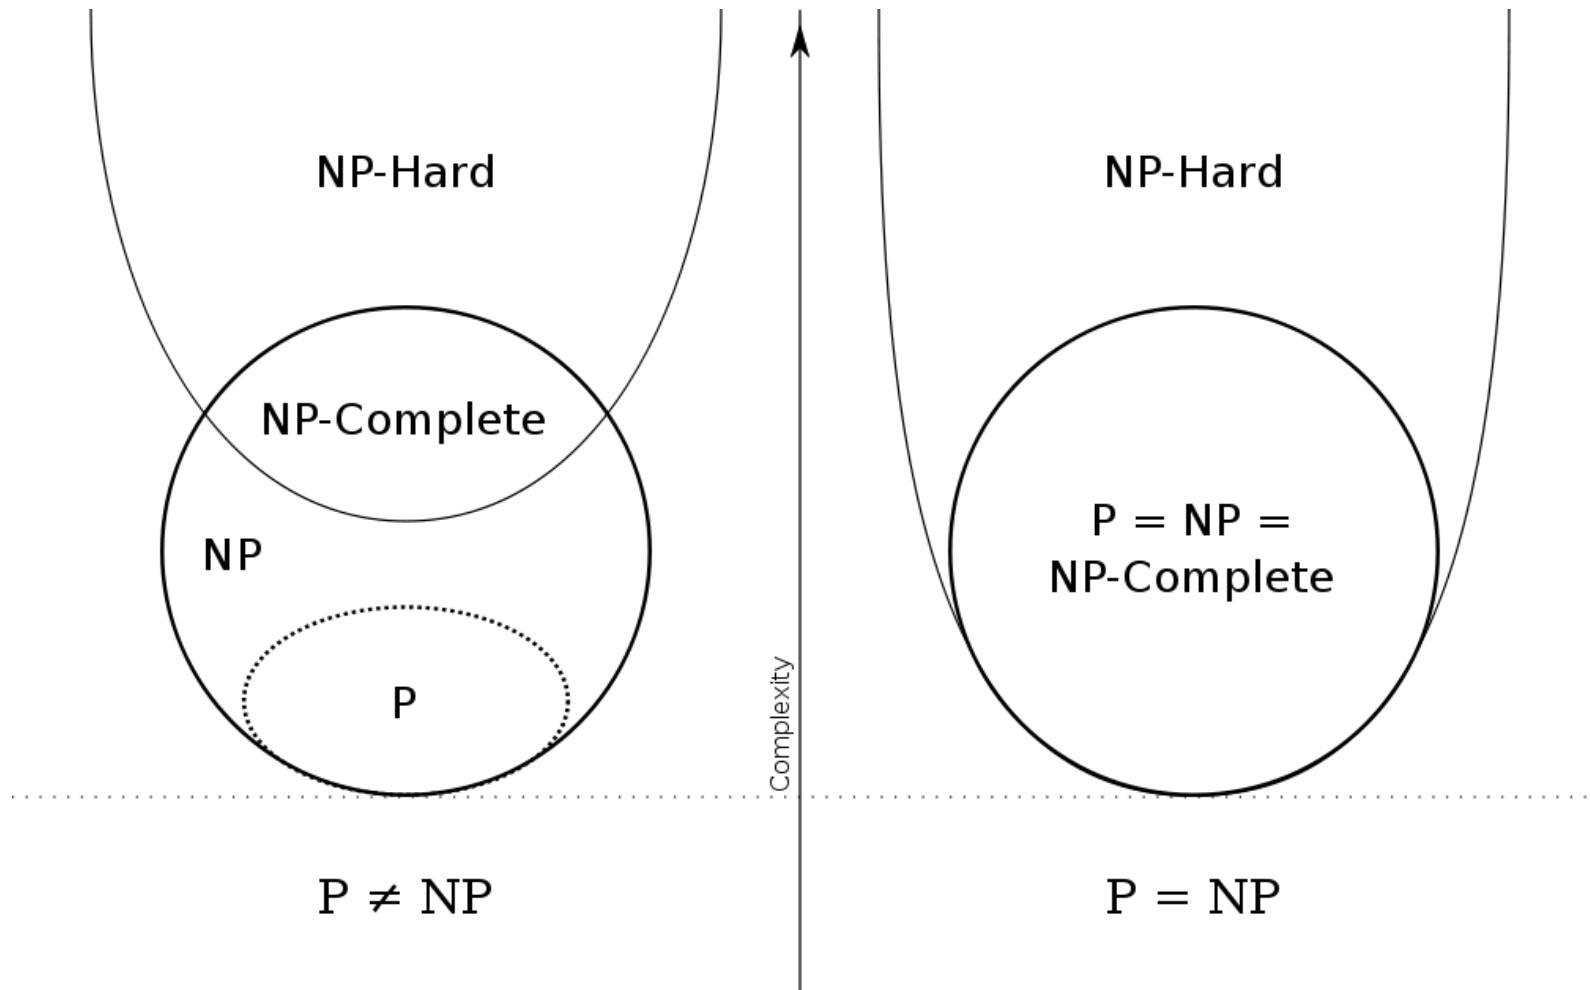 NP-Hard
NP-Complete
NP
P
P ≠ NP
Complexity
NP-Hard
P = NP =
NP-Complete
P = NP